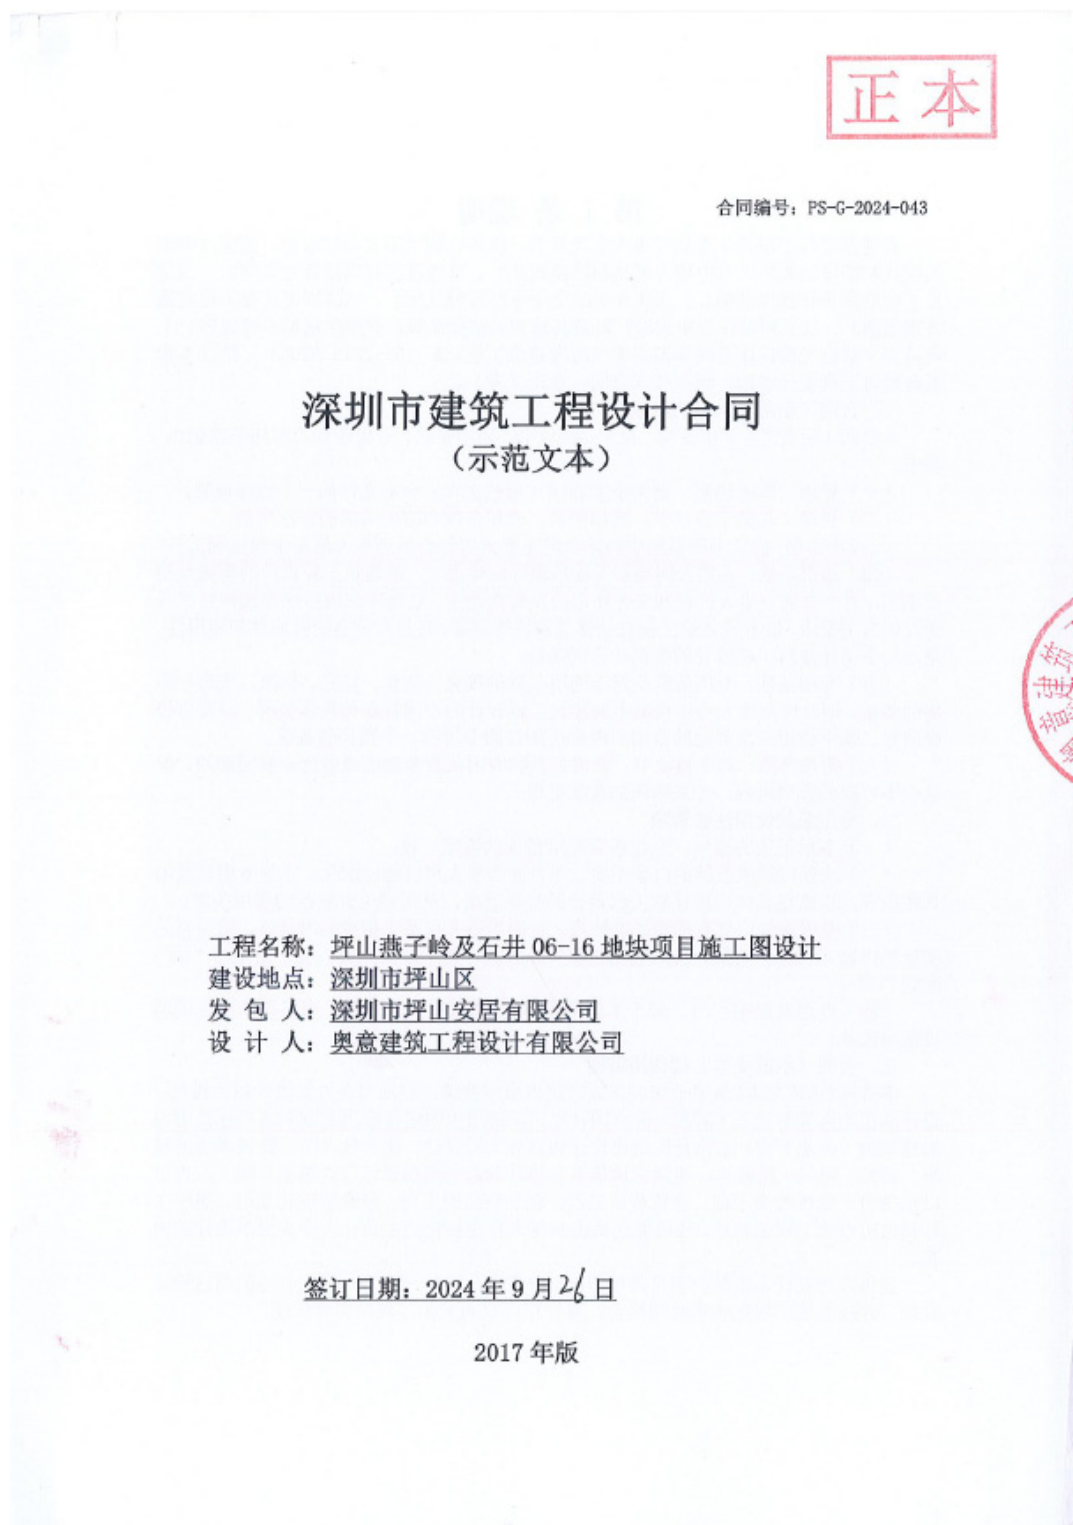 正本
合同编号：PS-G-2024-043
深圳市建筑工程设计合同
（示范文本）
建筑
工程名称：坪山燕子岭及石井 06-16 地块项目施工图设计
建设地点：深圳市坪山区
发 包 人：深圳市坪山安居有限公司
设 计 人：奥意建筑工程设计有限公司
签订日期：2024 年 9 月 26 日
2017 年版